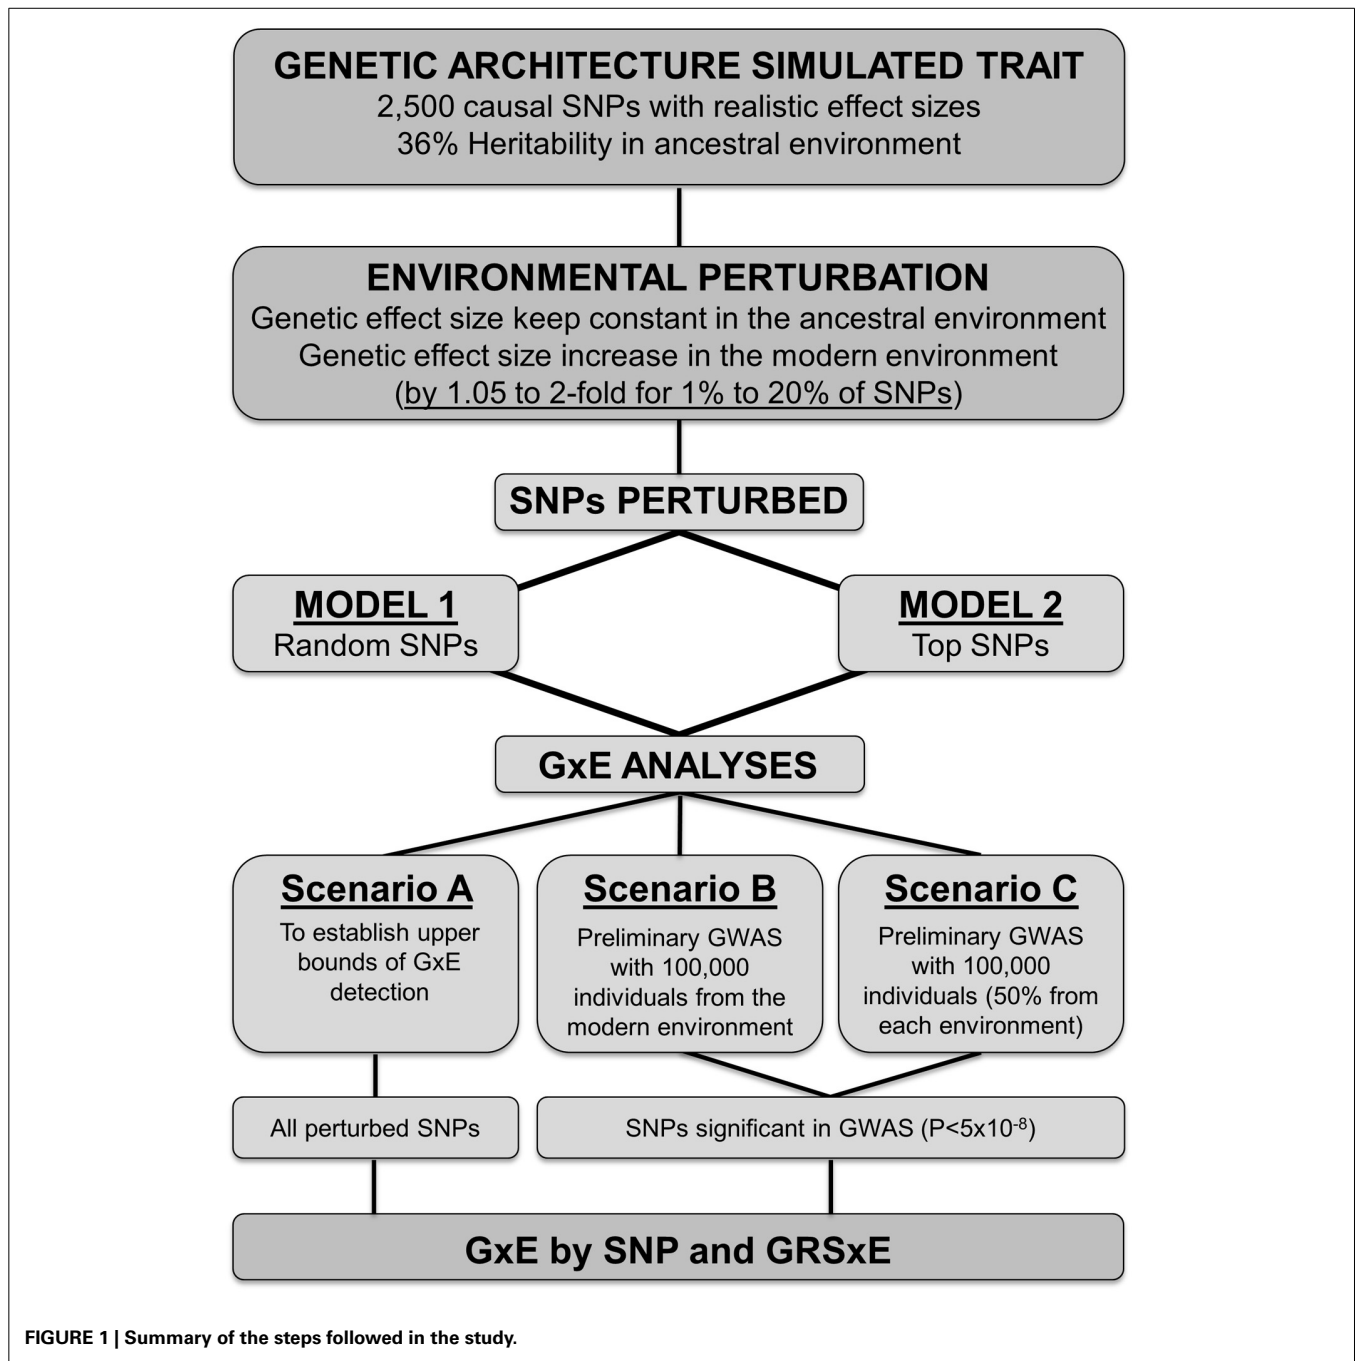 GENETIC ARCHITECTURE SIMULATED TRAIT
2,500 causal SNPs with realistic effect sizes
36% Heritability in ancestral environment
ENVIRONMENTAL PERTURBATION
Genetic effect size keep constant in the ancestral environment
Genetic effect size increase in the modern environment
(by 1.05 to 2-fold for 1% to 20% of SNPs)
SNPs PERTURBED
MODEL 1
Random SNPs
MODEL 2
Top SNPs
GxE ANALYSES
Scenario A
To establish upper
bounds of GxE
detection
Scenario B
Preliminary GWAS
with 100,000
individuals from the
modern environment
Scenario C
Preliminary GWAS
with 100,000
individuals (50% from
each environment)
All perturbed SNPs
SNPs significant in GWAS (P<5x10⁻⁸)
GxE by SNP and GRSxE
FIGURE 1 | Summary of the steps followed in the study.